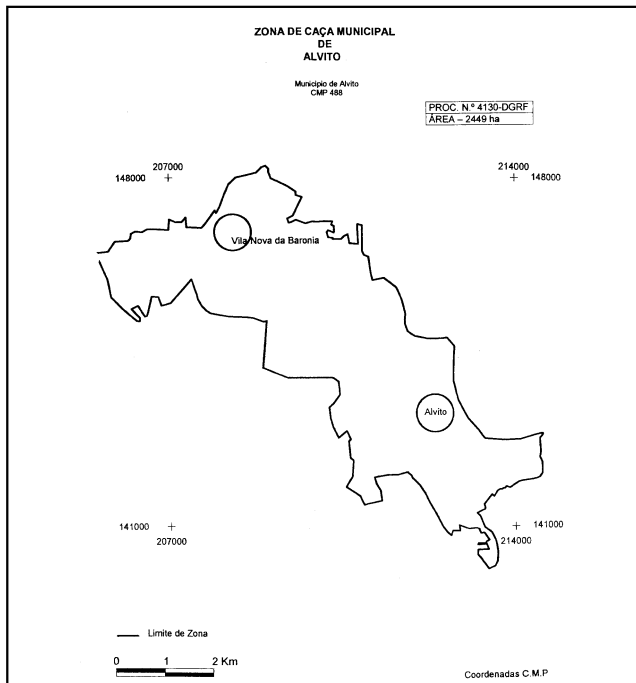 ZONA DE CAÇA MUNICIPAL
DE
ALVITO
Municipio de Alvito
CMP 488
PROC. N.º 4130-DGRF
ÁREA – 2449 ha
207000
148000
214000
148000
Vila Nova da Baronia
Alvito
141000
207000
141000
214000
Limite de Zona
0 1 2 Km
Coordenadas C.M.P